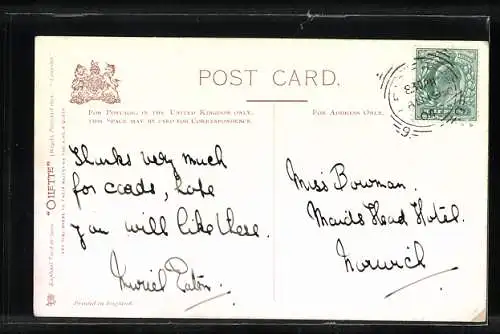 POST CARD.
FOR POSTAGE IN THE UNITED KINGDOM ONLY,
THIS SPACE MAY BE USED FOR CORRESPONDENCE.
FOR ADDRESS ONLY.
"OILETTE"
Thanks very much
for cards, hope
you will like these.
Muriel Eaton.
Printed in England.
Miss Bowman.
Maids Head Hotel.
Norwich